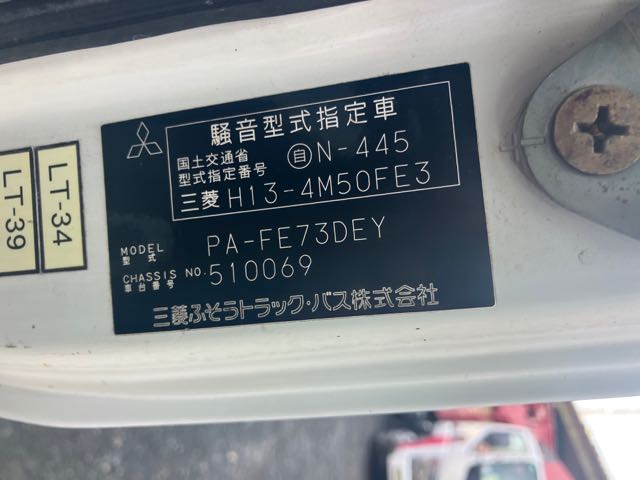 騒音型式指定車
国土交通省
型式指定番号 自N-445
三菱 H13-4M50FE3
MODEL
型式 PA-FE73DEY
CHASSIS NO.
車台番号 510069
三菱ふそうトラック・バス株式会社
LT-34
LT-39